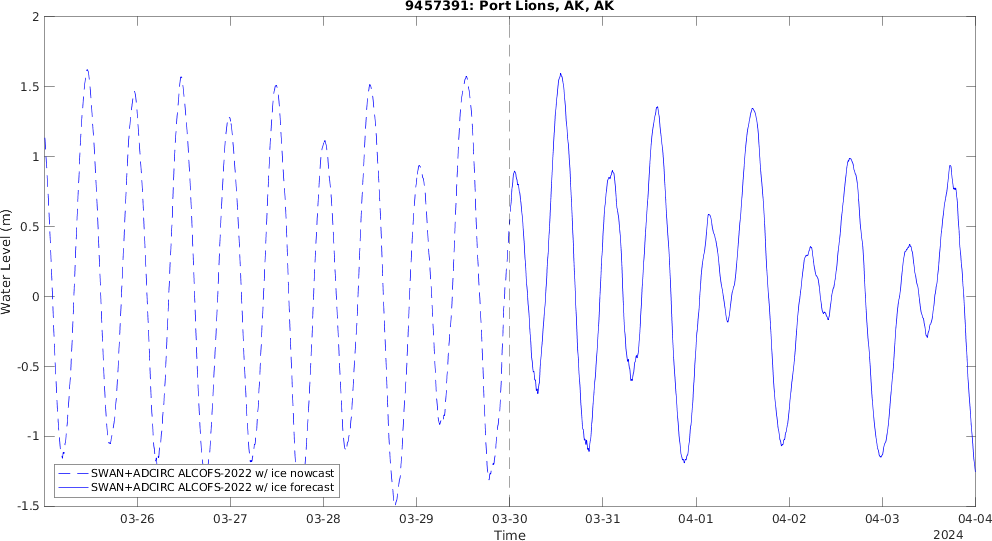 9457391: Port Lions, AK, AK
Water Level (m)
2
1.5
1
0.5
0
-0.5
-1
-1.5
SWAN+ADCIRC ALCOFS-2022 w/ ice nowcast
SWAN+ADCIRC ALCOFS-2022 w/ ice forecast
03-26 03-27 03-28 03-29 03-30 03-31 04-01 04-02 04-03 04-04
Time
2024